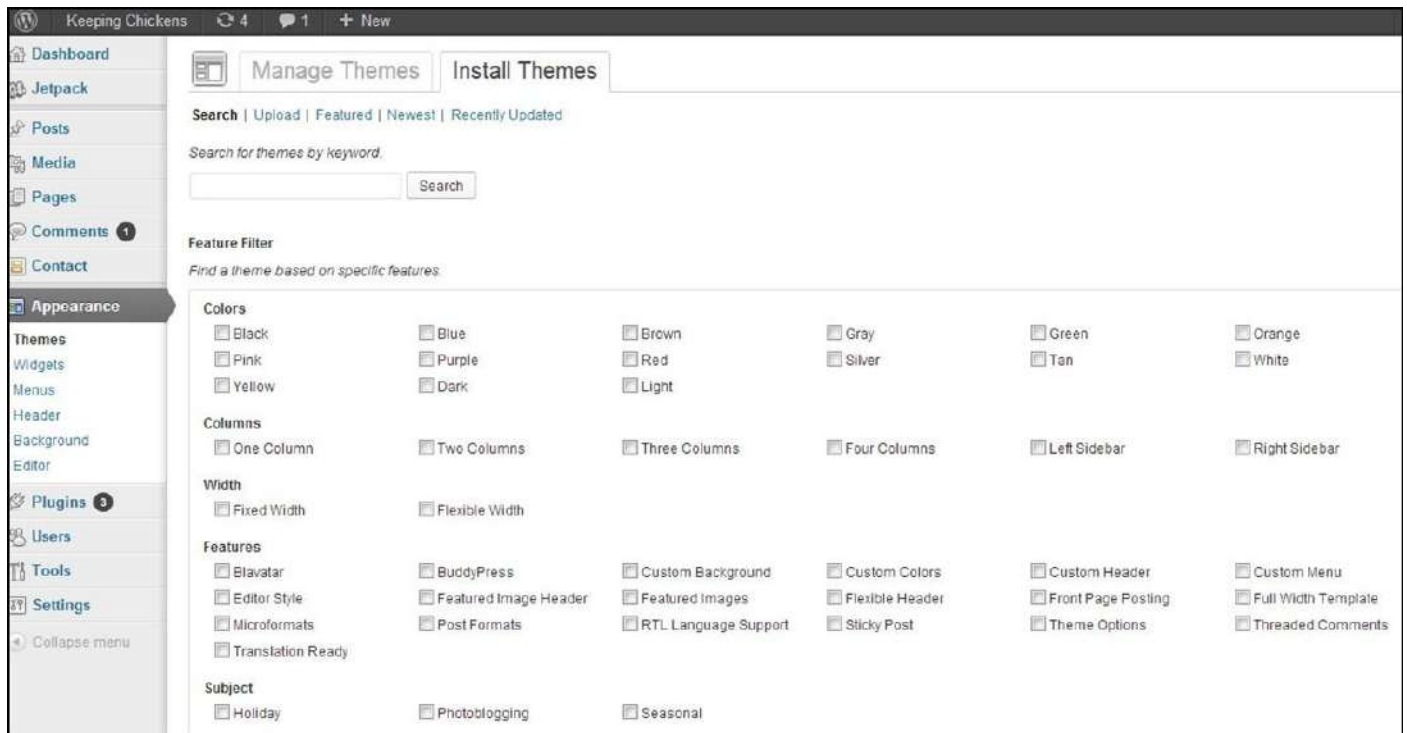 Keeping Chickens 4 1 + New
Dashboard
Jetpack
Posts
Media
Pages
Comments 1
Contact
Appearance
Themes
Widgets
Menus
Header
Background
Editor
Plugins 3
Users
Tools
Settings
Collapse menu
Manage Themes Install Themes
Search | Upload | Featured | Newest | Recently Updated
Search for themes by keyword.
Search
Feature Filter
Find a theme based on specific features.
Colors
Black Blue Brown Gray Green Orange
Pink Purple Red Silver Tan White
Yellow Dark Light
Columns
One Column Two Columns Three Columns Four Columns Left Sidebar Right Sidebar
Width
Fixed Width Flexible Width
Features
Blavatar BuddyPress Custom Background Custom Colors Custom Header Custom Menu
Editor Style Featured Image Header Featured Images Flexible Header Front Page Posting Full Width Template
Microformats Post Formats RTL Language Support Sticky Post Theme Options Threaded Comments
Translation Ready
Subject
Holiday Photoblogging Seasonal